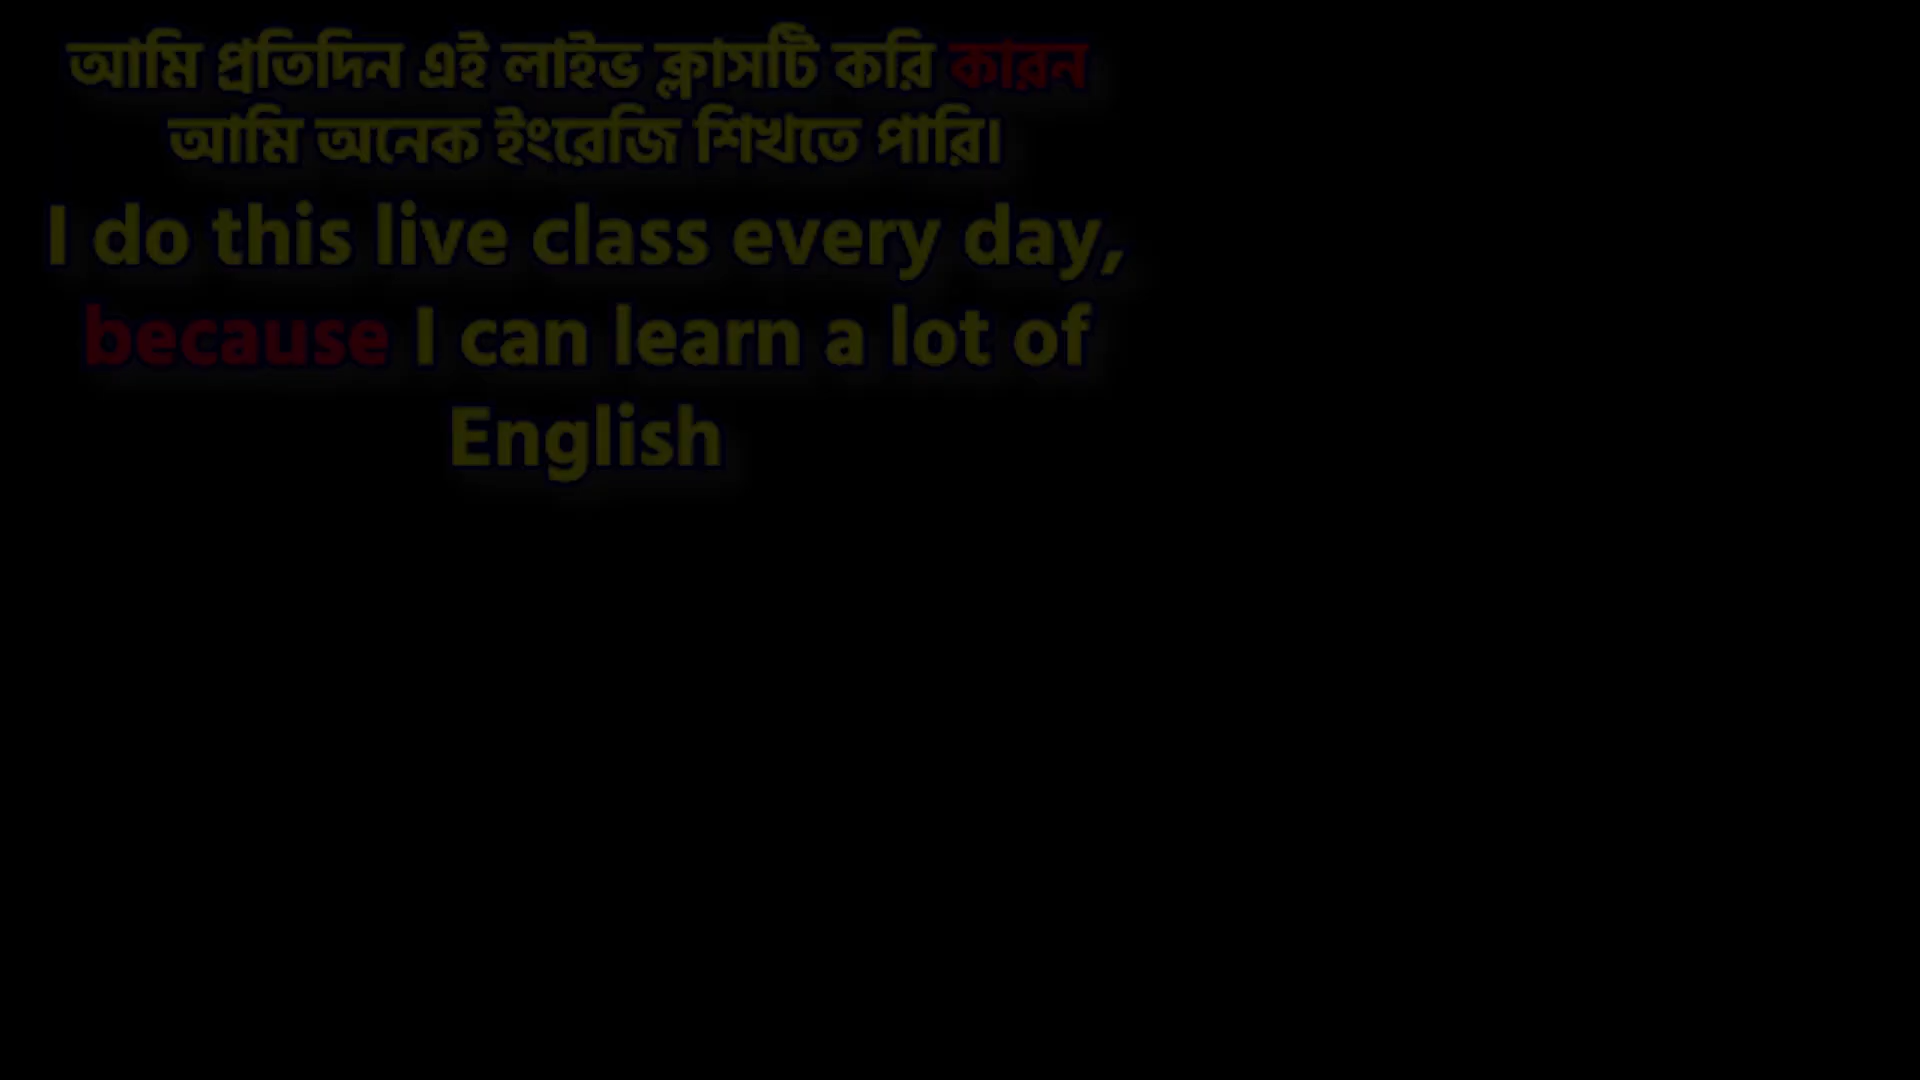 আমি প্রতিদিন এই লাইভ ক্লাসটি করি কারন
আমি অনেক ইংরেজি শিখতে পারি।
I do this live class every day,
because I can learn a lot of
English